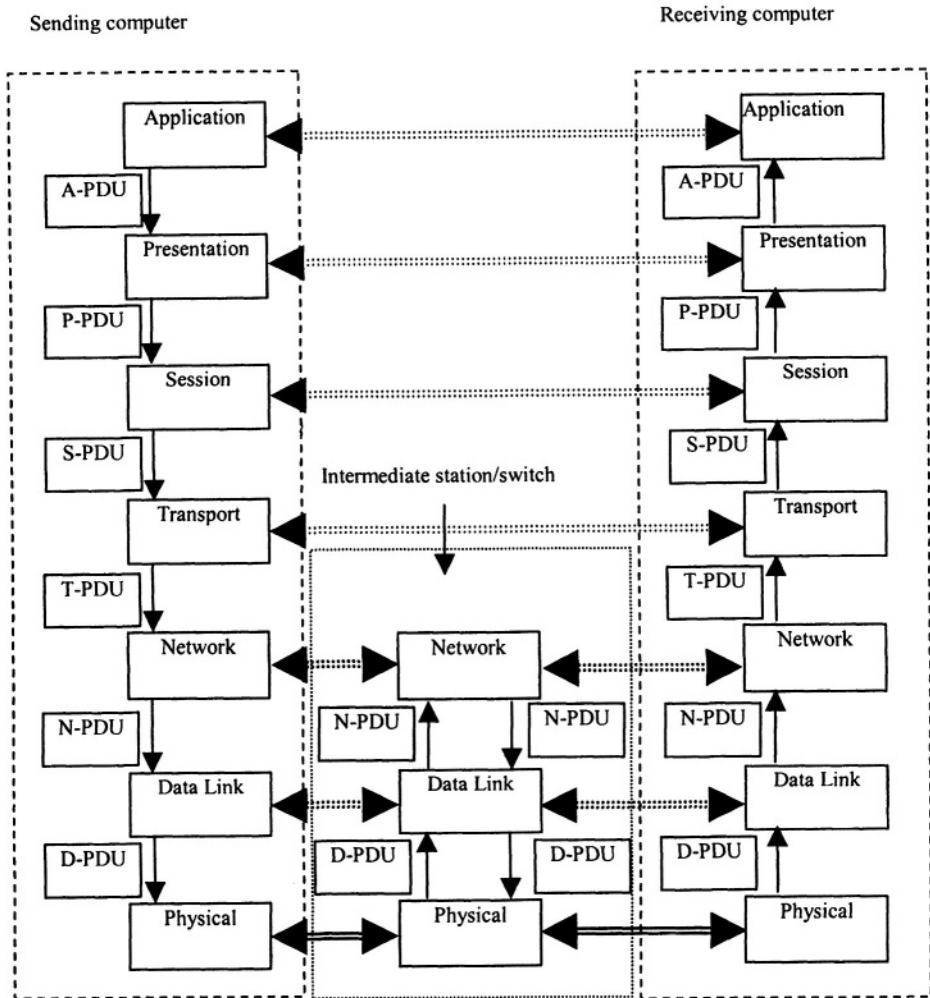 Sending computer
Receiving computer
Application
Application
A-PDU
A-PDU
Presentation
Presentation
P-PDU
P-PDU
Session
Session
S-PDU
S-PDU
Intermediate station/switch
Transport
Transport
T-PDU
T-PDU
Network
Network
Network
N-PDU
N-PDU
N-PDU
N-PDU
Data Link
Data Link
Data Link
D-PDU
D-PDU
D-PDU
D-PDU
Physical
Physical
Physical